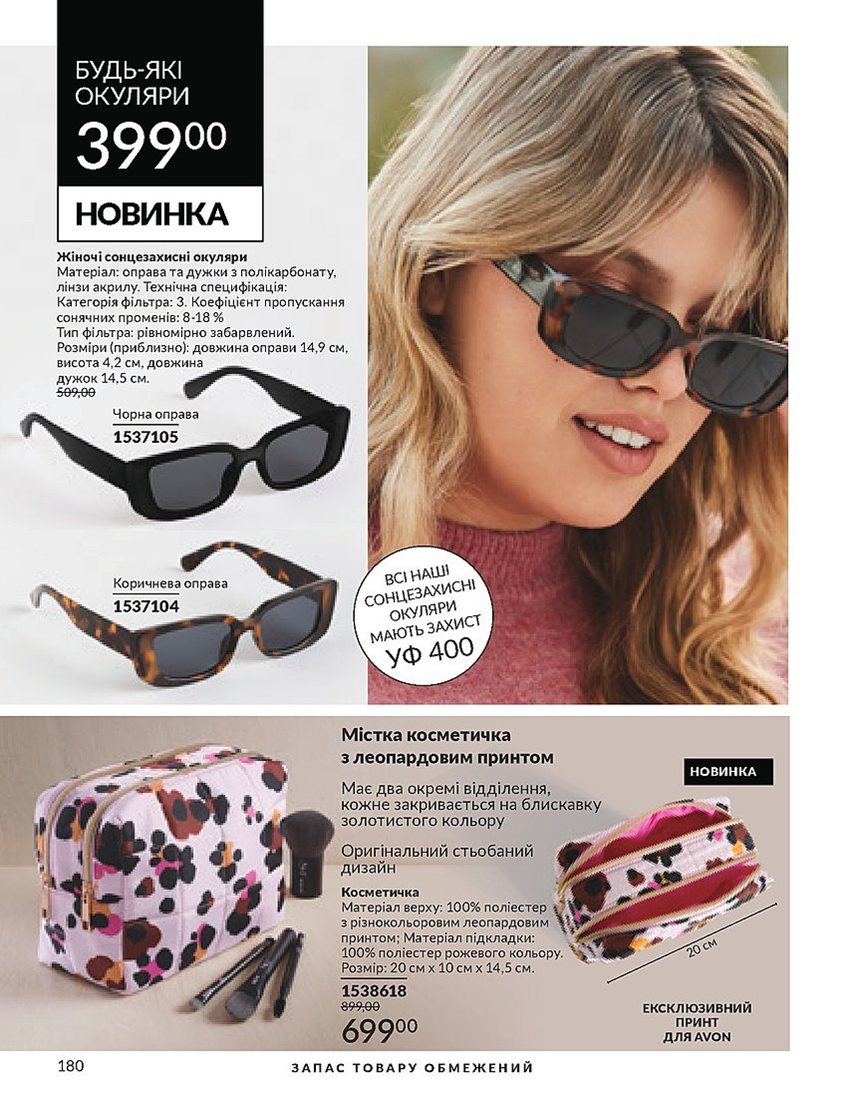 БУДЬ-ЯКІ
ОКУЛЯРИ
399⁰⁰
НОВИНКА
Жіночі сонцезахисні окуляри
Матеріал: оправа та дужки з полікарбонату,
лінзи акрилу. Технічна специфікація:
Категорія фільтра: 3. Коефіцієнт пропускання
сонячних променів: 8-18 %
Тип фільтра: рівномірно забарвлений.
Розміри (приблизно): довжина оправи 14,9 см,
висота 4,2 см, довжина
дужок 14,5 см.
509,00
Чорна оправа
1537105
Коричнева оправа
1537104
ВСІ НАШІ
СОНЦЕЗАХИСНІ
ОКУЛЯРИ
МАЮТЬ ЗАХИСТ
УФ 400
Містка косметичка
з леопардовим принтом
Має два окремі відділення,
кожне закривається на блискавку
золотистого кольору
Оригінальний стьобаний
дизайн
Косметичка
Матеріал верху: 100% поліестер
з різнокольоровим леопардовим
принтом; Матеріал підкладки:
100% поліестер рожевого кольору.
Розмір: 20 см х 10 см х 14,5 см.
1538618
899,00
699⁰⁰
НОВИНКА
20 см
ЕКСКЛЮЗИВНИЙ
ПРИНТ
ДЛЯ AVON
180
ЗАПАС ТОВАРУ ОБМЕЖЕНИЙ